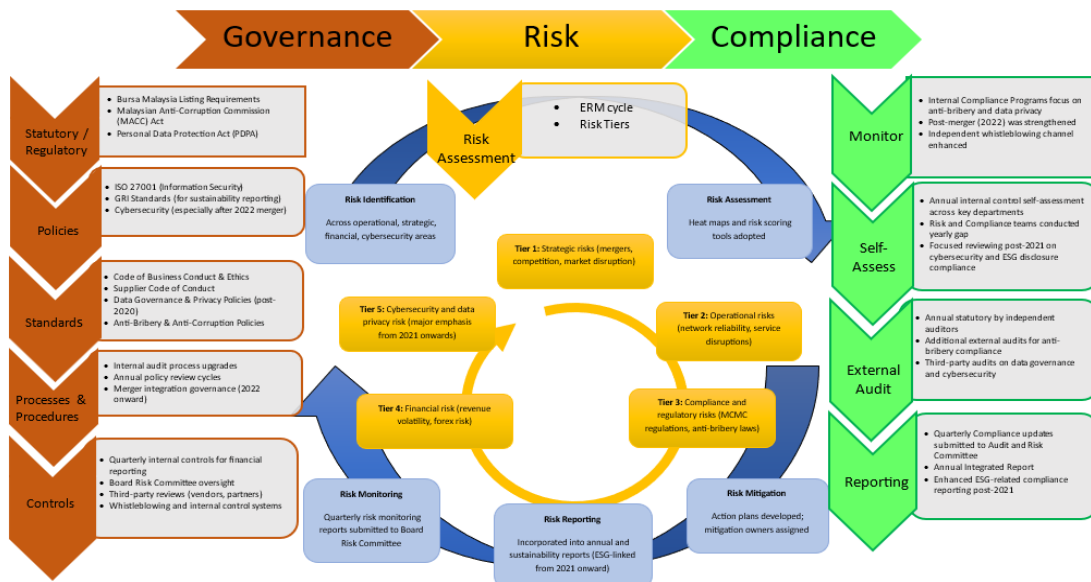 Governance
Risk
Compliance
Statutory /
Regulatory
• Bursa Malaysia Listing Requirements
• Malaysian Anti-Corruption Commission
(MACC) Act
• Personal Data Protection Act (PDPA)
Policies
• ISO 27001 (Information Security)
• GRI Standards (for sustainability reporting)
• Cybersecurity (especially after 2022 merger)
Standards
• Code of Business Conduct & Ethics
• Supplier Code of Conduct
• Data Governance & Privacy Policies (post-
2020)
• Anti-Bribery & Anti-Corruption Policies
Processes &
Procedures
• Internal audit process upgrades
• Annual policy review cycles
• Merger integration governance (2022
onward)
Controls
• Quarterly internal controls for financial
reporting
• Board Risk Committee oversight
• Third-party reviews (vendors, partners)
• Whistleblowing and internal control systems
Risk
Assessment
• ERM cycle
• Risk Tiers
Risk Identification
Across operational, strategic,
financial, cybersecurity areas
Risk Assessment
Heat maps and risk scoring
tools adopted
Tier 1: Strategic risks (mergers,
competition, market disruption)
Tier 2: Operational risks
(network reliability, service
disruptions)
Tier 3: Compliance and
regulatory risks (MCMC
regulations, anti-bribery laws)
Tier 4: Financial risk (revenue
volatility, forex risk)
Tier 5: Cybersecurity and data
privacy risk (major emphasis
from 2021 onwards)
Risk Mitigation
Action plans developed;
mitigation owners assigned
Risk Reporting
Incorporated into annual and
sustainability reports (ESG-linked
from 2021 onward)
Risk Monitoring
Quarterly risk monitoring
reports submitted to Board
Risk Committee
Monitor
• Internal Compliance Programs focus on
anti-bribery and data privacy
• Post-merger (2022) was strengthened
• Independent whistleblowing channel
enhanced
Self-
Assess
• Annual internal control self-assessment
across key departments
• Risk and Compliance teams conducted
yearly gap
• Focused reviewing post-2021 on
cybersecurity and ESG disclosure
compliance
External
Audit
• Annual statutory by independent
auditors
• Additional external audits for anti-
bribery compliance
• Third-party audits on data governance
and cybersecurity
Reporting
• Quarterly Compliance updates
submitted to Audit and Risk
Committee
• Annual Integrated Report
• Enhanced ESG-related compliance
reporting post-2021